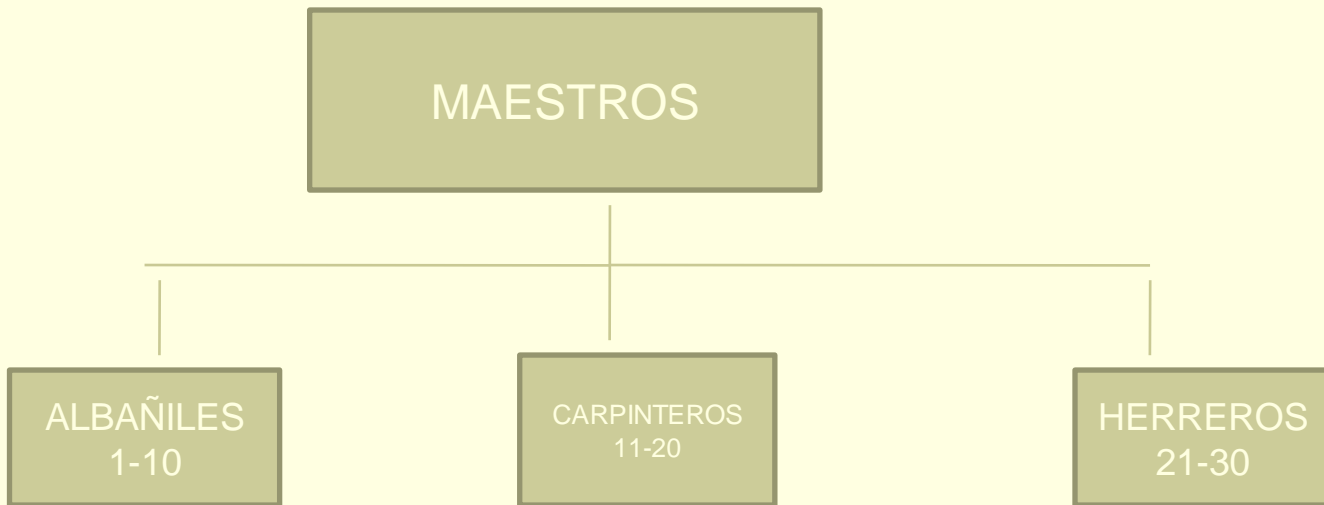 MAESTROS
ALBAÑILES
1-10
CARPINTEROS
11-20
HERREROS
21-30